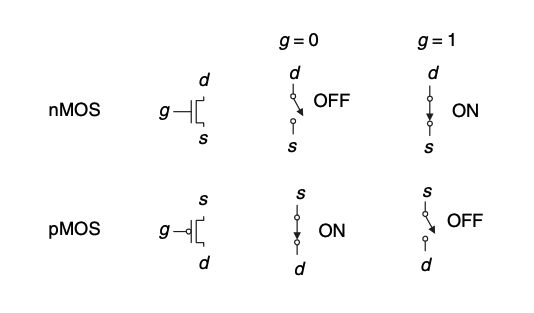 g = 0 g = 1
d d d
nMOS g OFF ON
s s s
s s s
pMOS g ON OFF
d d d